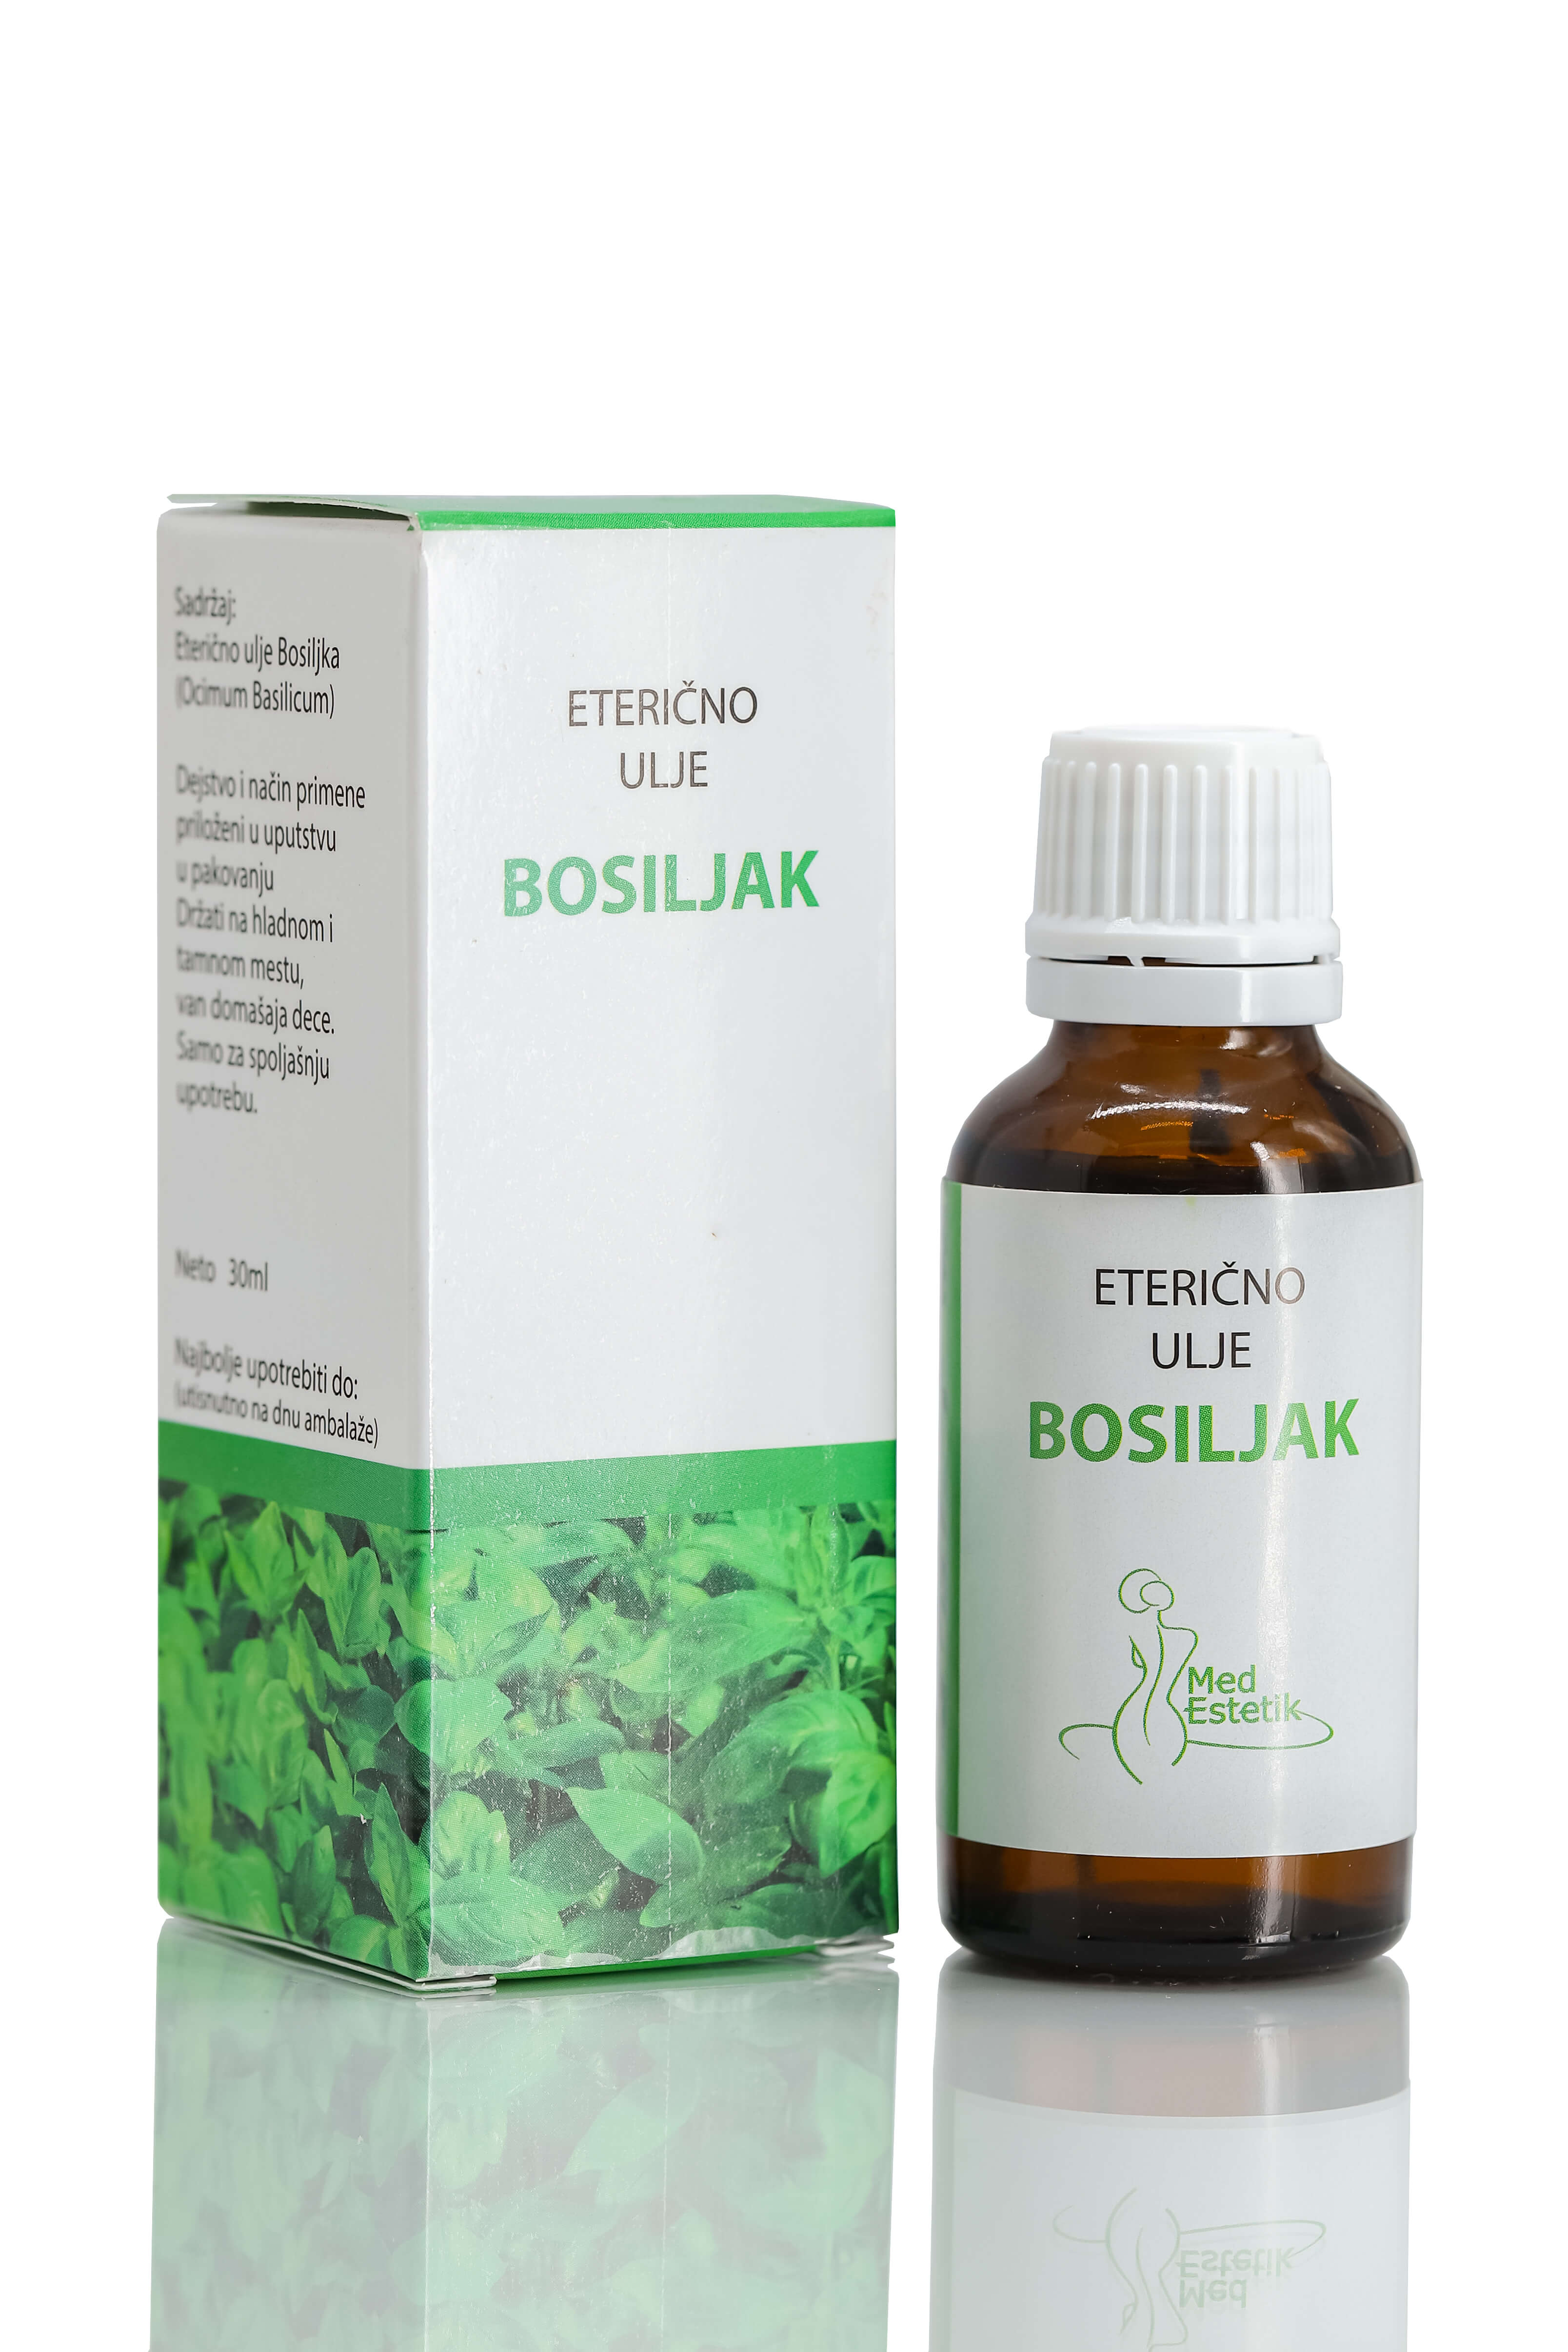 Sadržaj:
Eterično ulje Bosiljka
(Ocimum Basilicum)
Dejstvo i način primene
priloženi u uputstvu
u pakovanju
Držati na hladnom i
tamnom mestu,
van domašaja dece.
Samo za spoljašnju
upotrebu.
Neto 30ml
Najbolje upotrebiti do:
(utisnutno na dnu ambalaže)
ETERIČNO
ULJE
BOSILJAK
ETERIČNO
ULJE
BOSILJAK
Med
Estetik